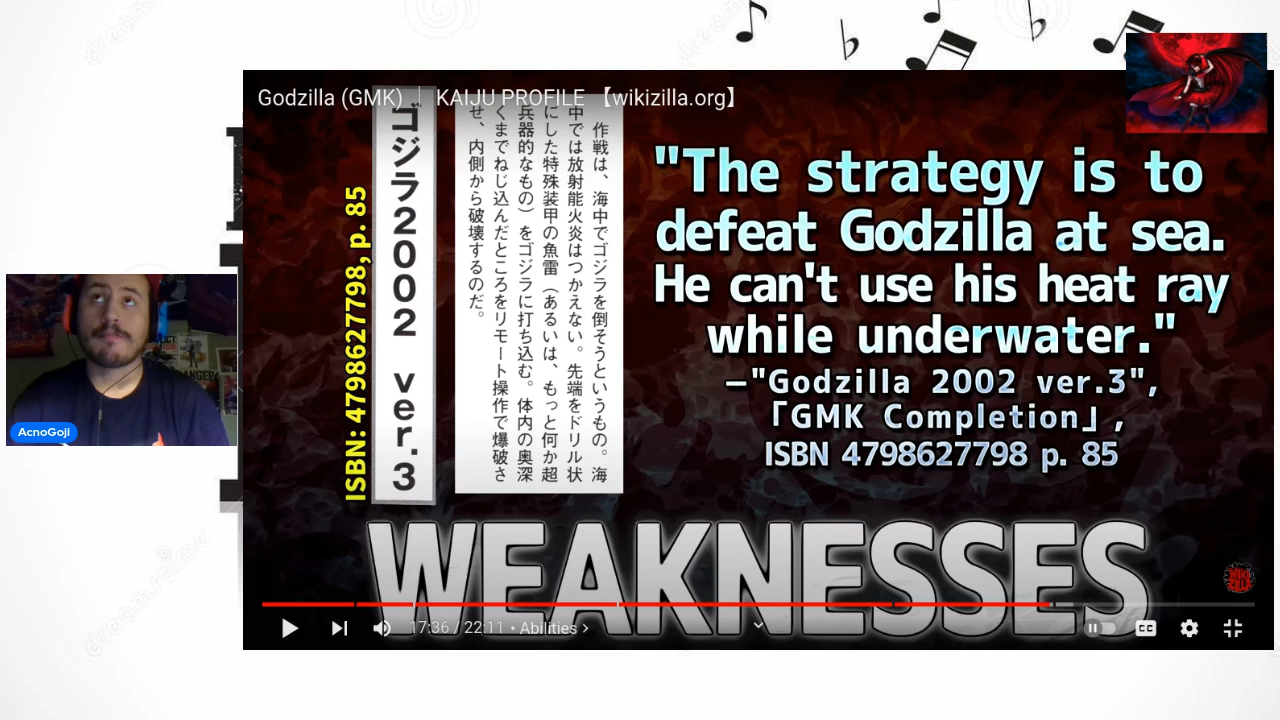 Godzilla (GMK) | KAIJU PROFILE 【wikizilla.org】
ISBN: 4798627798, p. 85
ゴジラ2002 ver.3
作戦は、海中でゴジラを倒そうというもの。海
中では放射能火炎はつかえない。先端をドリル状
にした特殊装甲の魚雷（あるいは、もっと何か超
兵器的なもの）をゴジラに打ち込む。体内の奥深
くまでねじ込んだところをリモート操作で爆破さ
せ、内側から破壊するのだ。
"The strategy is to
defeat Godzilla at sea.
He can't use his heat ray
while underwater."
—"Godzilla 2002 ver.3",
「GMK Completion」,
ISBN 4798627798 p. 85
AcnoGoji
WEAKNESSES
17:36 / 22:11 • Abilities ›
CC